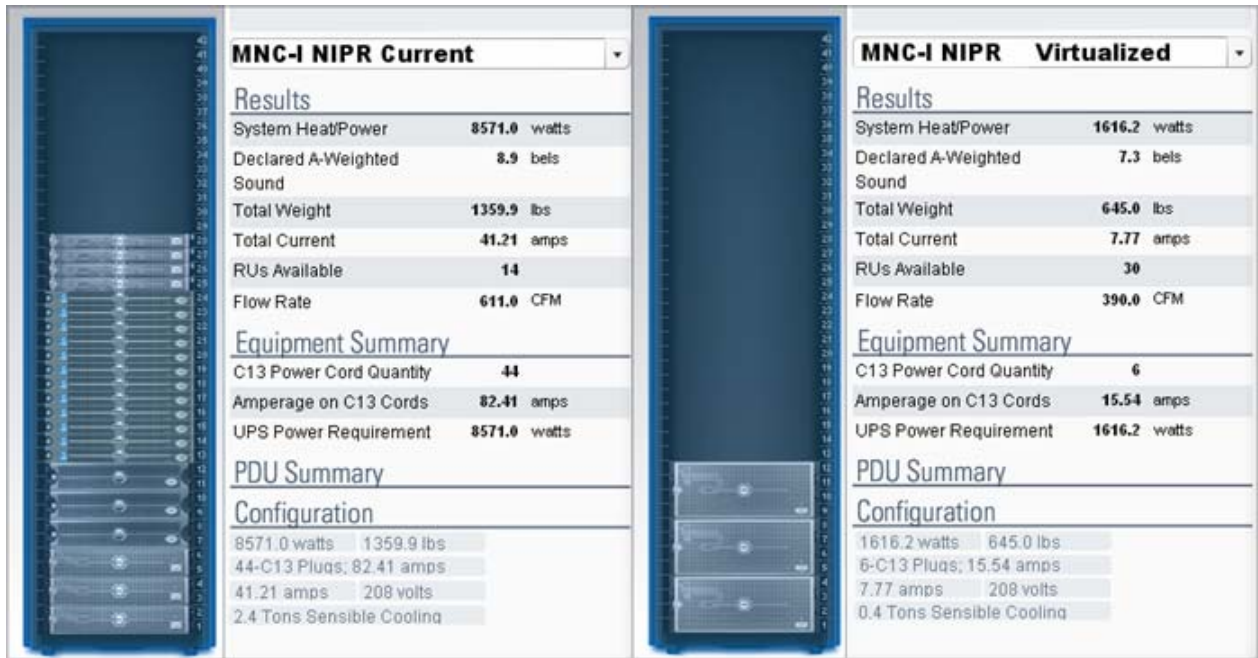 MNC-I NIPR Current
Results
System Heat/Power 8571.0 watts
Declared A-Weighted 8.9 bels
Sound
Total Weight 1359.9 lbs
Total Current 41.21 amps
RUs Available 14
Flow Rate 611.0 CFM
Equipment Summary
C13 Power Cord Quantity 44
Amperage on C13 Cords 82.41 amps
UPS Power Requirement 8571.0 watts
PDU Summary
Configuration
8571.0 watts 1359.9 lbs
44-C13 Plugs; 82.41 amps
41.21 amps 208 volts
2.4 Tons Sensible Cooling
MNC-I NIPR Virtualized
Results
System Heat/Power 1616.2 watts
Declared A-Weighted 7.3 bels
Sound
Total Weight 645.0 lbs
Total Current 7.77 amps
RUs Available 30
Flow Rate 390.0 CFM
Equipment Summary
C13 Power Cord Quantity 6
Amperage on C13 Cords 15.54 amps
UPS Power Requirement 1616.2 watts
PDU Summary
Configuration
1616.2 watts 645.0 lbs
6-C13 Plugs; 15.54 amps
7.77 amps 208 volts
0.4 Tons Sensible Cooling